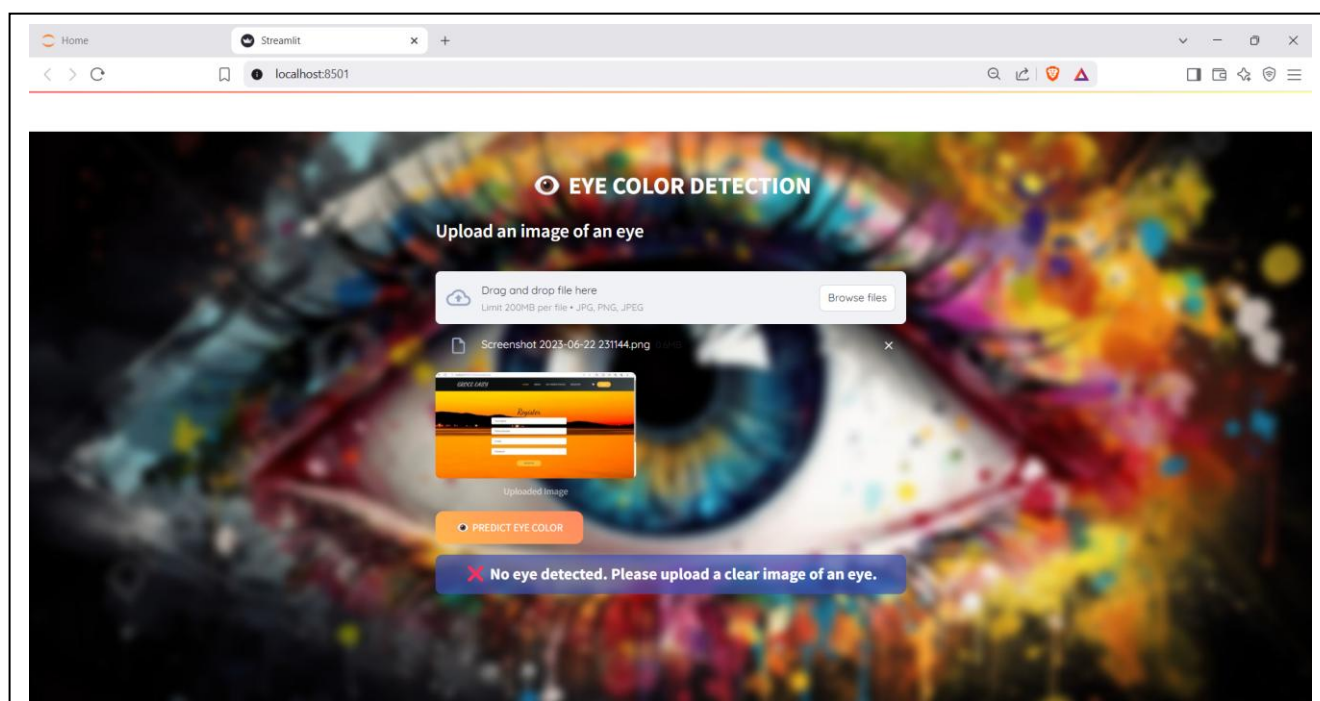 Home
Streamlit
localhost:8501
EYE COLOR DETECTION
Upload an image of an eye
Drag and drop file here
Limit 200MB per file • JPG, PNG, JPEG
Browse files
Screenshot 2023-06-22 231144.png
Register
Uploaded Image
PREDICT EYE COLOR
No eye detected. Please upload a clear image of an eye.